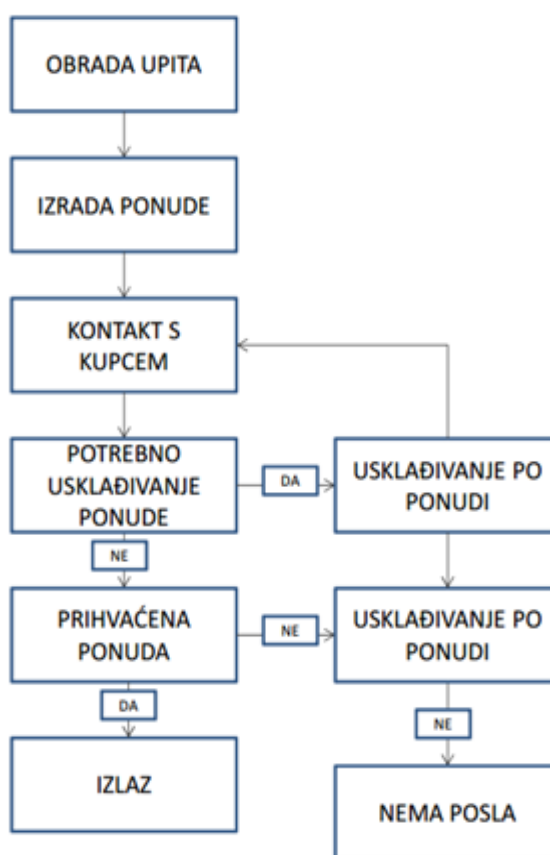 OBRADA UPITA
IZRADA PONUDE
KONTAKT S
KUPCEM
POTREBNO
USKLAĐIVANJE
PONUDE
DA
USKLAĐIVANJE PO
PONUDI
NE
PRIHVAĆENA
PONUDA
NE
USKLAĐIVANJE PO
PONUDI
DA
NE
IZLAZ
NEMA POSLA